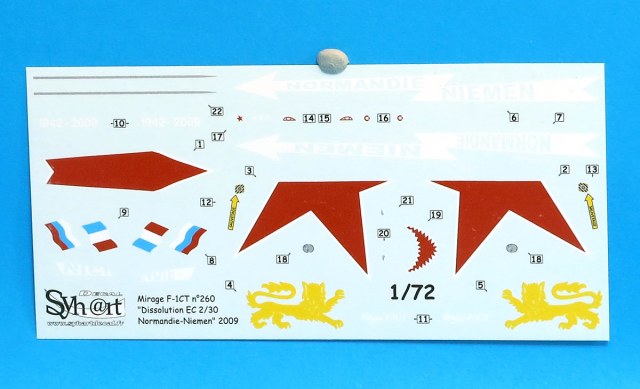 NORMANDIE
NIEMEN
1942-2009
10
1942-2009
22
17
14 15
16
6
7
1
NIEMEN
NORMANDIE
3
2
13
12
9
21
19
20
18
18
8
4
5
Decal
Syh@rt
www.syhartdecal.fr
Mirage F-1CT n°260
"Dissolution EC 2/30
Normandie-Niemen" 2009
1/72
11